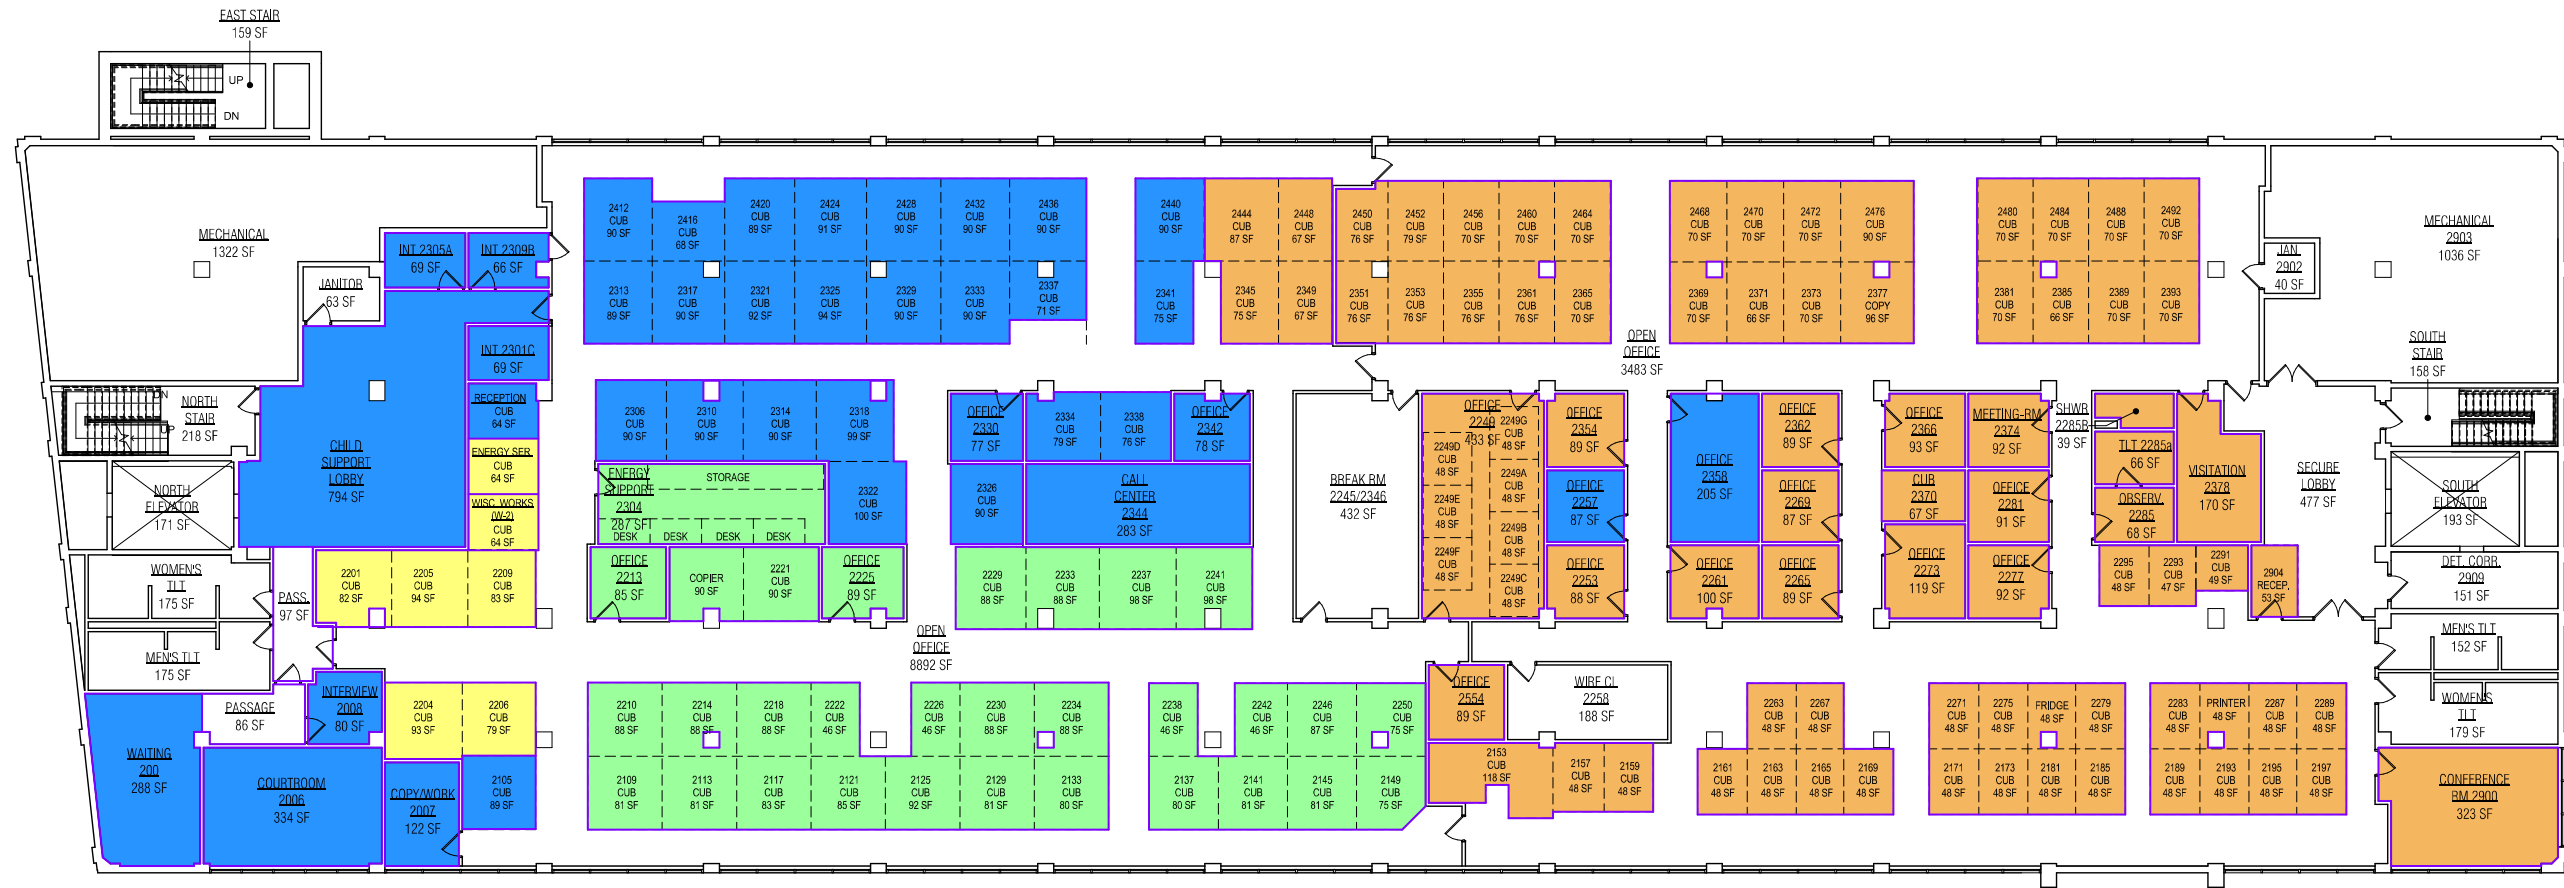 EAST STAIR
159 SF
UP
DN
MECHANICAL
1322 SF
JANITOR
63 SF
INT 2305A
69 SF
INT 2309B
66 SF
INT 2301C
69 SF
RECEPTION
CUB
64 SF
ENERGY SER.
CUB
64 SF
WISC. WORKS
(W-2)
CUB
64 SF
DN
UP
NORTH
STAIR
218 SF
NORTH
ELEVATOR
171 SF
CHILD
SUPPORT
LOBBY
794 SF
WOMEN'S
TLT
175 SF
MEN'S TLT
175 SF
PASS.
97 SF
PASSAGE
86 SF
INTERVIEW
2008
80 SF
WAITING
200
288 SF
COURTROOM
2006
334 SF
COPY/WORK
2007
122 SF
2201
CUB
82 SF
2205
CUB
94 SF
2209
CUB
83 SF
2204
CUB
93 SF
2206
CUB
79 SF
2105
CUB
89 SF
2412
CUB
90 SF
2416
CUB
68 SF
2420
CUB
89 SF
2424
CUB
91 SF
2428
CUB
90 SF
2432
CUB
90 SF
2436
CUB
90 SF
2313
CUB
89 SF
2317
CUB
90 SF
2321
CUB
92 SF
2325
CUB
94 SF
2329
CUB
90 SF
2333
CUB
90 SF
2337
CUB
71 SF
2440
CUB
90 SF
2444
CUB
87 SF
2448
CUB
67 SF
2341
CUB
75 SF
2345
CUB
75 SF
2349
CUB
67 SF
2450
CUB
76 SF
2452
CUB
79 SF
2456
CUB
70 SF
2460
CUB
70 SF
2464
CUB
70 SF
2351
CUB
76 SF
2353
CUB
76 SF
2355
CUB
76 SF
2361
CUB
76 SF
2365
CUB
70 SF
2468
CUB
70 SF
2470
CUB
70 SF
2472
CUB
70 SF
2476
CUB
90 SF
2369
CUB
70 SF
2371
CUB
66 SF
2373
CUB
70 SF
2377
COPY
96 SF
2480
CUB
70 SF
2484
CUB
70 SF
2488
CUB
70 SF
2492
CUB
70 SF
2381
CUB
70 SF
2385
CUB
66 SF
2389
CUB
70 SF
2393
CUB
70 SF
OPEN
OFFICE
3483 SF
JAN
2902
40 SF
MECHANICAL
2903
1036 SF
SOUTH
STAIR
158 SF
2306
CUB
90 SF
2310
CUB
90 SF
2314
CUB
90 SF
2318
CUB
99 SF
2322
CUB
100 SF
ENERGY
SUPPORT
2304
287 SF
STORAGE
DESK
DESK
DESK
DESK
OFFICE
2213
85 SF
COPIER
90 SF
2221
CUB
90 SF
OFFICE
2225
89 SF
OFFICE
2330
77 SF
2334
CUB
79 SF
2338
CUB
76 SF
OFFICE
2342
78 SF
2326
CUB
90 SF
CALL
CENTER
2344
283 SF
2229
CUB
88 SF
2233
CUB
88 SF
2237
CUB
98 SF
2241
CUB
98 SF
OPEN
OFFICE
8892 SF
BREAK RM
2245/2346
432 SF
OFFICE
2249
433 SF
2249G
CUB
48 SF
2249D
CUB
48 SF
2249A
CUB
48 SF
2249E
CUB
48 SF
2249B
CUB
48 SF
2249F
CUB
48 SF
2249C
CUB
48 SF
OFFICE
2354
89 SF
OFFICE
2257
87 SF
OFFICE
2253
88 SF
OFFICE
2358
205 SF
OFFICE
2261
100 SF
OFFICE
2362
89 SF
OFFICE
2269
87 SF
OFFICE
2265
89 SF
OFFICE
2366
93 SF
MEETING-RM
2374
92 SF
CUB
2370
67 SF
OFFICE
2281
91 SF
OFFICE
2273
119 SF
OFFICE
2277
92 SF
SHWR
2285B
39 SF
TLT 2285a
66 SF
OBSERV.
2285
68 SF
VISITATION
2378
170 SF
2295
CUB
48 SF
2293
CUB
47 SF
2291
CUB
49 SF
2904
RECEP.
53 SF
SECURE
LOBBY
477 SF
SOUTH
ELEVATOR
193 SF
DET. CORR.
2909
151 SF
MEN'S TLT
152 SF
WOMEN'S
TLT
179 SF
CONFERENCE
RM 2900
323 SF
2210
CUB
88 SF
2214
CUB
88 SF
2218
CUB
88 SF
2222
CUB
46 SF
2226
CUB
46 SF
2230
CUB
88 SF
2234
CUB
88 SF
2109
CUB
81 SF
2113
CUB
81 SF
2117
CUB
83 SF
2121
CUB
85 SF
2125
CUB
92 SF
2129
CUB
81 SF
2133
CUB
80 SF
2238
CUB
46 SF
2242
CUB
46 SF
2246
CUB
87 SF
2250
CUB
75 SF
2137
CUB
80 SF
2141
CUB
81 SF
2145
CUB
81 SF
2149
CUB
75 SF
OFFICE
2554
89 SF
WIRE CL
2258
188 SF
2153
CUB
118 SF
2157
CUB
48 SF
2159
CUB
48 SF
2263
CUB
48 SF
2267
CUB
48 SF
2161
CUB
48 SF
2163
CUB
48 SF
2165
CUB
48 SF
2169
CUB
48 SF
2271
CUB
48 SF
2275
CUB
48 SF
FRIDGE
48 SF
2279
CUB
48 SF
2171
CUB
48 SF
2173
CUB
48 SF
2181
CUB
48 SF
2185
CUB
48 SF
2283
CUB
48 SF
PRINTER
48 SF
2287
CUB
48 SF
2289
CUB
48 SF
2189
CUB
48 SF
2193
CUB
48 SF
2195
CUB
48 SF
2197
CUB
48 SF